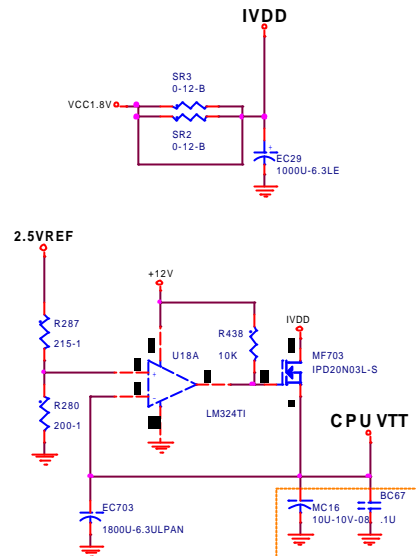 IVDD
SR3
0-12-B
VCC1.8V
SR2
0-12-B
+
EC29
1000U-6.3LE
2.5VREF
+12V
R287
215-1
R438
10K
IVDD
U18A
MF703
IPD20N03L-S
+
-
R280
200-1
LM324TI
CPUVTT
EC703
1800U-6.3ULPAN
MC16
10U-10V-08
BC67
.1U